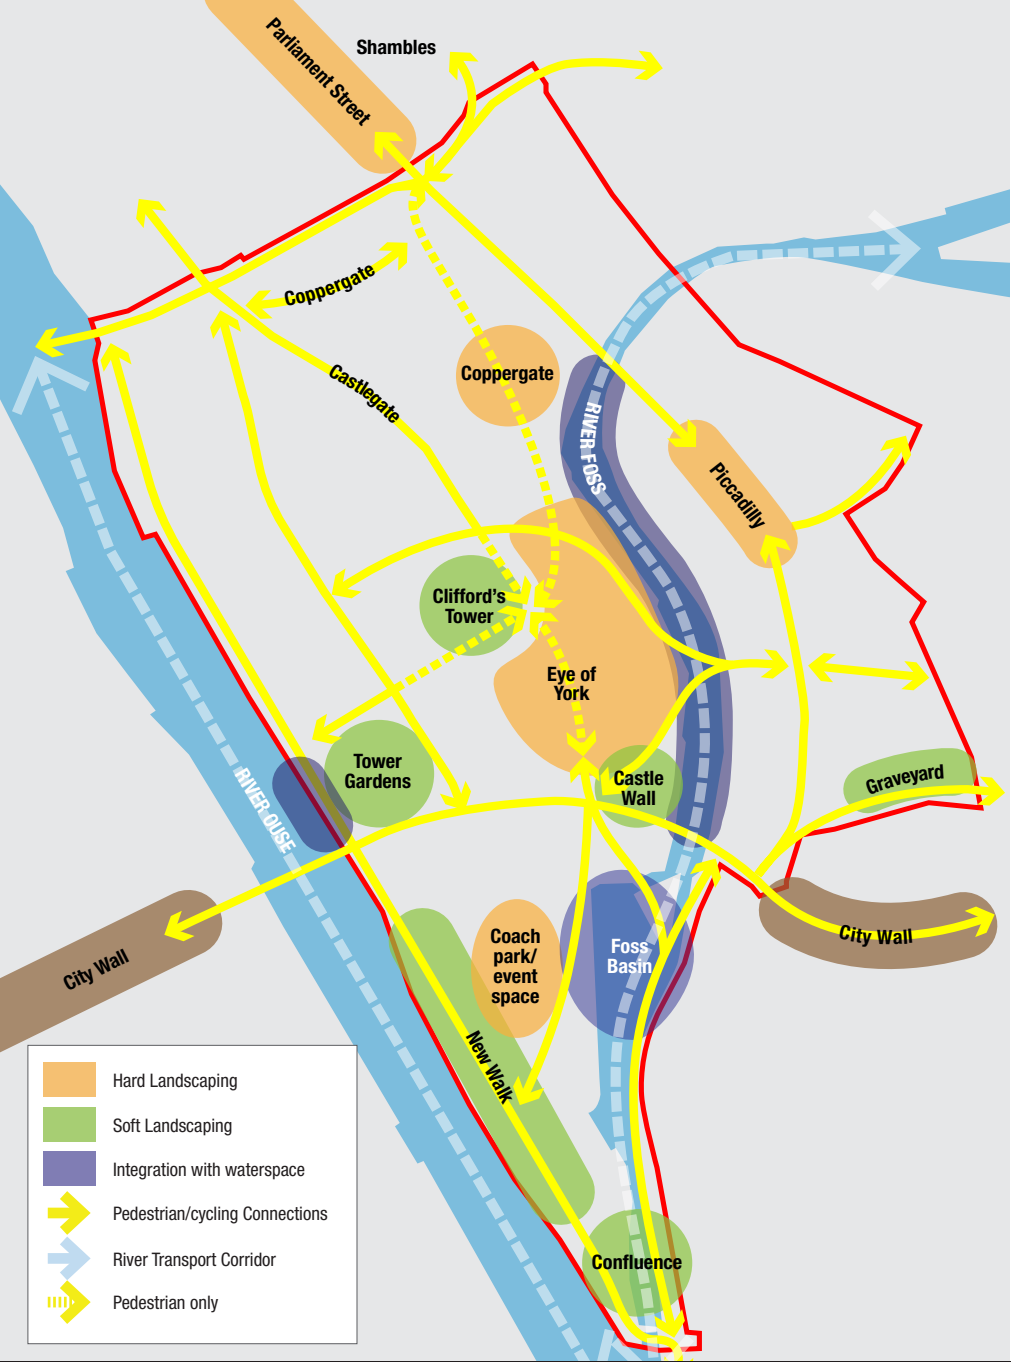 Shambles
Parliament Street
Coppergate
Castlegate
Coppergate
RIVER FOSS
Piccadilly
Clifford's
Tower
Eye of
York
Tower
Gardens
Castle
Wall
Graveyard
RIVER OUSE
City Wall
City Wall
Coach
park/
event
space
Foss
Basin
New Walk
Confluence
Hard Landscaping
Soft Landscaping
Integration with waterspace
Pedestrian/cycling Connections
River Transport Corridor
Pedestrian only